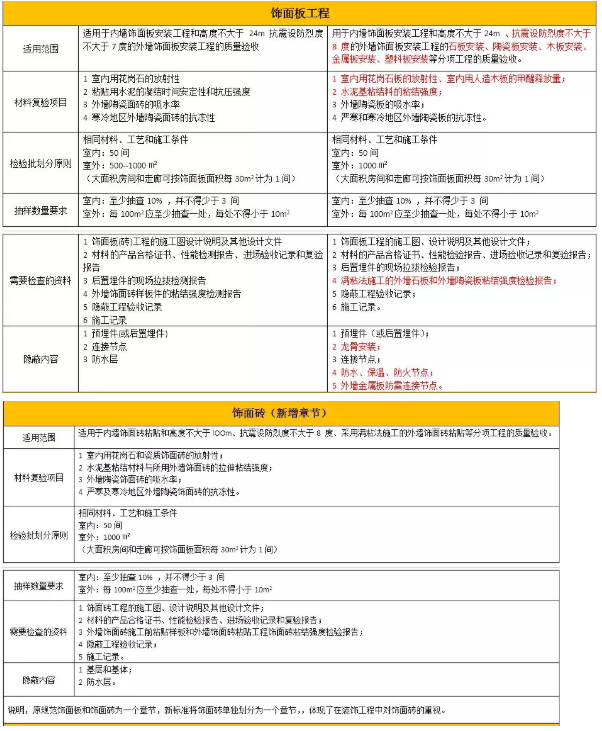 饰面板工程
适用范围
适用于内墙饰面板安装工程和高度不大于 24m 抗震设防烈度
不大于 7 度的外墙饰面板安装工程的质量验收
用于内墙饰面板安装工程和高度不大于 24m 、抗震设防烈度不大于
8 度的外墙饰面板安装工程的石板安装、陶瓷板安装、木板安装、
金属板安装、塑料板安装等分项工程的质量验收。
材料复验项目
1 室内用花岗石的放射性
2 粘贴用水泥的凝结时间安定性和抗压强度
3 外墙陶瓷面砖的吸水率
4 寒冷地区外墙陶瓷面砖的抗冻性
1 室内用花岗石板的放射性、室内用人造木板的甲醛释放量;
2 水泥基粘结料的粘结强度;
3 外墙陶瓷板的吸水率;
4 严寒和寒冷地区外墙陶瓷板的抗冻性。
检验批划分原则
相同材料、工艺和施工条件
室内:50 间
室外:500--1000 ㎡
(大面积房间和走廊可按饰面板面积每 30m²计为 1 间)
相同材料、工艺和施工条件
室内:50 间
室外:1000 ㎡
(大面积房间和走廊可按饰面板面积每 30m²计为 1 间)
抽样数量要求
室内:至少抽查 10% ,并不得少于 3 间
室外:每 100m²应至少抽查一处,每处不得小于 10m²
室内:至少抽查 10% ,并不得少于 3 间
室外:每 100m²应至少抽查一处,每处不得小于 10m²
需要检查的资料
1 饰面板(砖)工程的施工图设计说明及其他设计文件
2 材料的产品合格证书、性能检测报告、进场验收记录和复验
报告
3 后置埋件的现场拉拔检测报告
4 外墙饰面砖样板件的粘结强度检测报告
5 隐蔽工程验收记录
6 施工记录
1 饰面板工程的施工图、设计说明及其他设计文件;
2 材料的产品合格证书、性能检验报告、进场验收记录和复验报告;
3 后置埋件的现场拉拔检验报告;
4 满粘法施工的外墙石板和外墙陶瓷板粘结强度检验报告;
5 隐蔽工程验收记录;
6 施工记录。
隐蔽内容
1 预埋件(或后置埋件)
2 连接节点
3 防水层
1 预埋件(或后置埋件);
2 龙骨安装;
3 连接节点;
4 防水、保温、防火节点;
5 外墙金属板防雷连接节点。
饰面砖(新增章节)
适用范围
适用于内墙饰面砖粘贴和高度不大于 l00m、抗震设防烈度不大于 8 度、采用满粘法施工的外墙饰面砖粘贴等分项工程的质量验收。
材料复验项目
1 室内用花岗石和瓷质饰面砖的放射性;
2 水泥基粘结材料与所用外墙饰面砖的拉伸粘结强度;
3 外墙陶瓷饰面砖的吸水率;
4 严寒及寒冷地区外墙陶瓷饰面砖的抗冻性。
检验批划分原则
相同材料、工艺和施工条件
室内:50 间
室外:1000 ㎡
(大面积房间和走廊可按饰面板面积每 30m²计为 1 间)
抽样数量要求
室内:至少抽查 10% ,并不得少于 3 间
室外:每 100m²应至少抽查一处,每处不得小于 10m²
需要检查的资料
1 饰面砖工程的施工图、设计说明及其他设计文件;
2 材料的产品合格证书、性能检验报告、进场验收记录和复验报告;
3 外墙饰面砖施工前粘贴样板和外墙饰面砖粘贴工程饰面砖粘结强度检验报告;
4 隐蔽工程验收记录;
5 施工记录。
隐蔽内容
1 基层和基体;
2 防水层。
说明,原规范饰面板和饰面砖为一个章节,新标准将饰面砖单独划分为一个章节,,体现了在装饰工程中对饰面砖的重视。